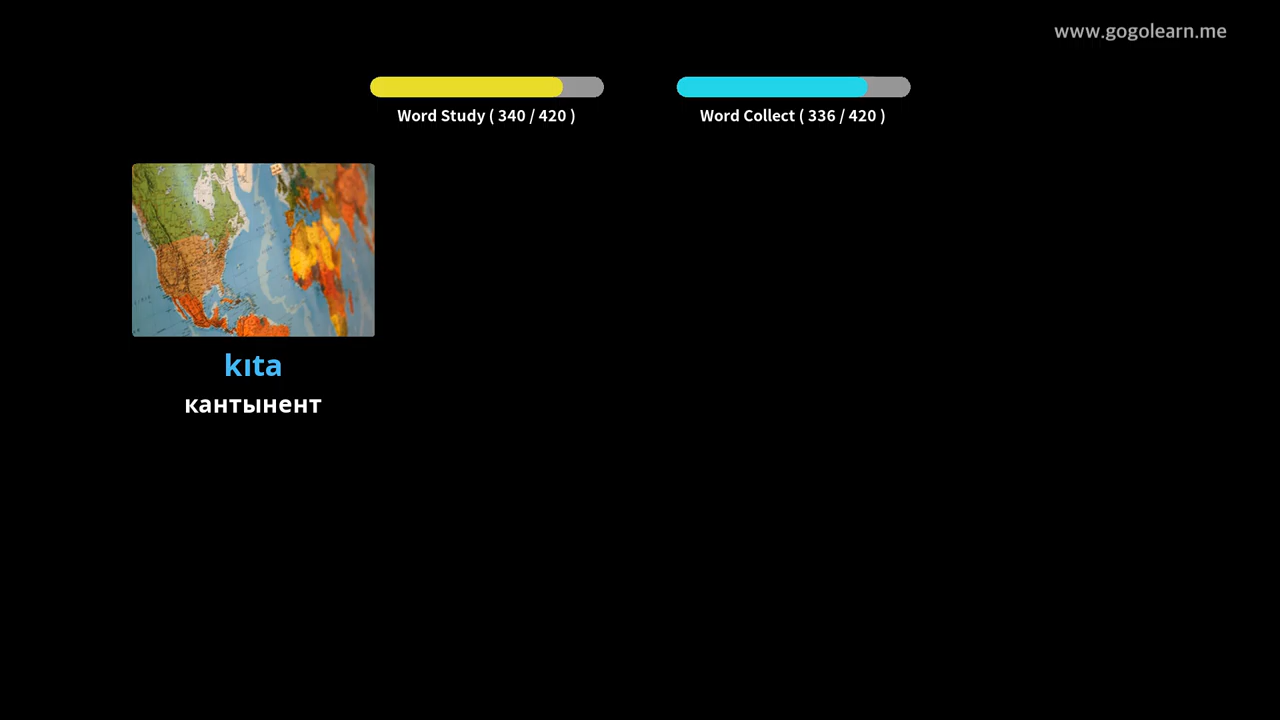 www.gogolearn.me
Word Study ( 340 / 420 )
Word Collect ( 336 / 420 )
kıta
кантынент